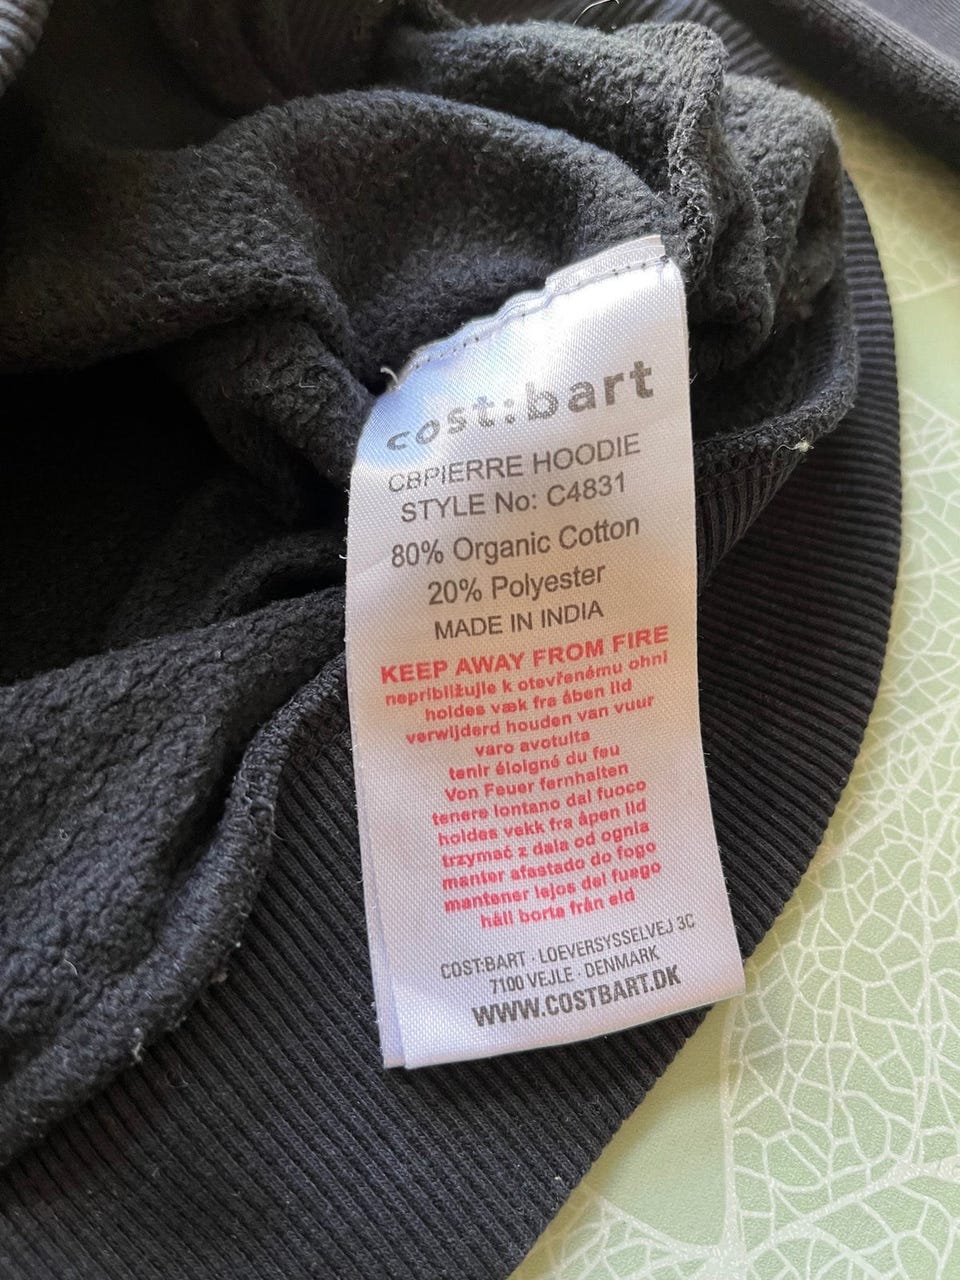 cost:bart
CBPIERRE HOODIE
STYLE No: C4831
80% Organic Cotton
20% Polyester
MADE IN INDIA
KEEP AWAY FROM FIRE
nepribližujte k otevřenému ohni
holdes væk fra åben ild
verwijderd houden van vuur
varo avotulta
tenir éloigné du feu
Von Feuer fernhalten
tenere lontano dal fuoco
holdes vekk fra åpen ild
trzymać z dala od ognia
manter afastado do fogo
mantener lejos del fuego
håll borta från eld
COST:BART · LOEVERSYSSELVEJ 3C
7100 VEJLE · DENMARK
WWW.COSTBART.DK